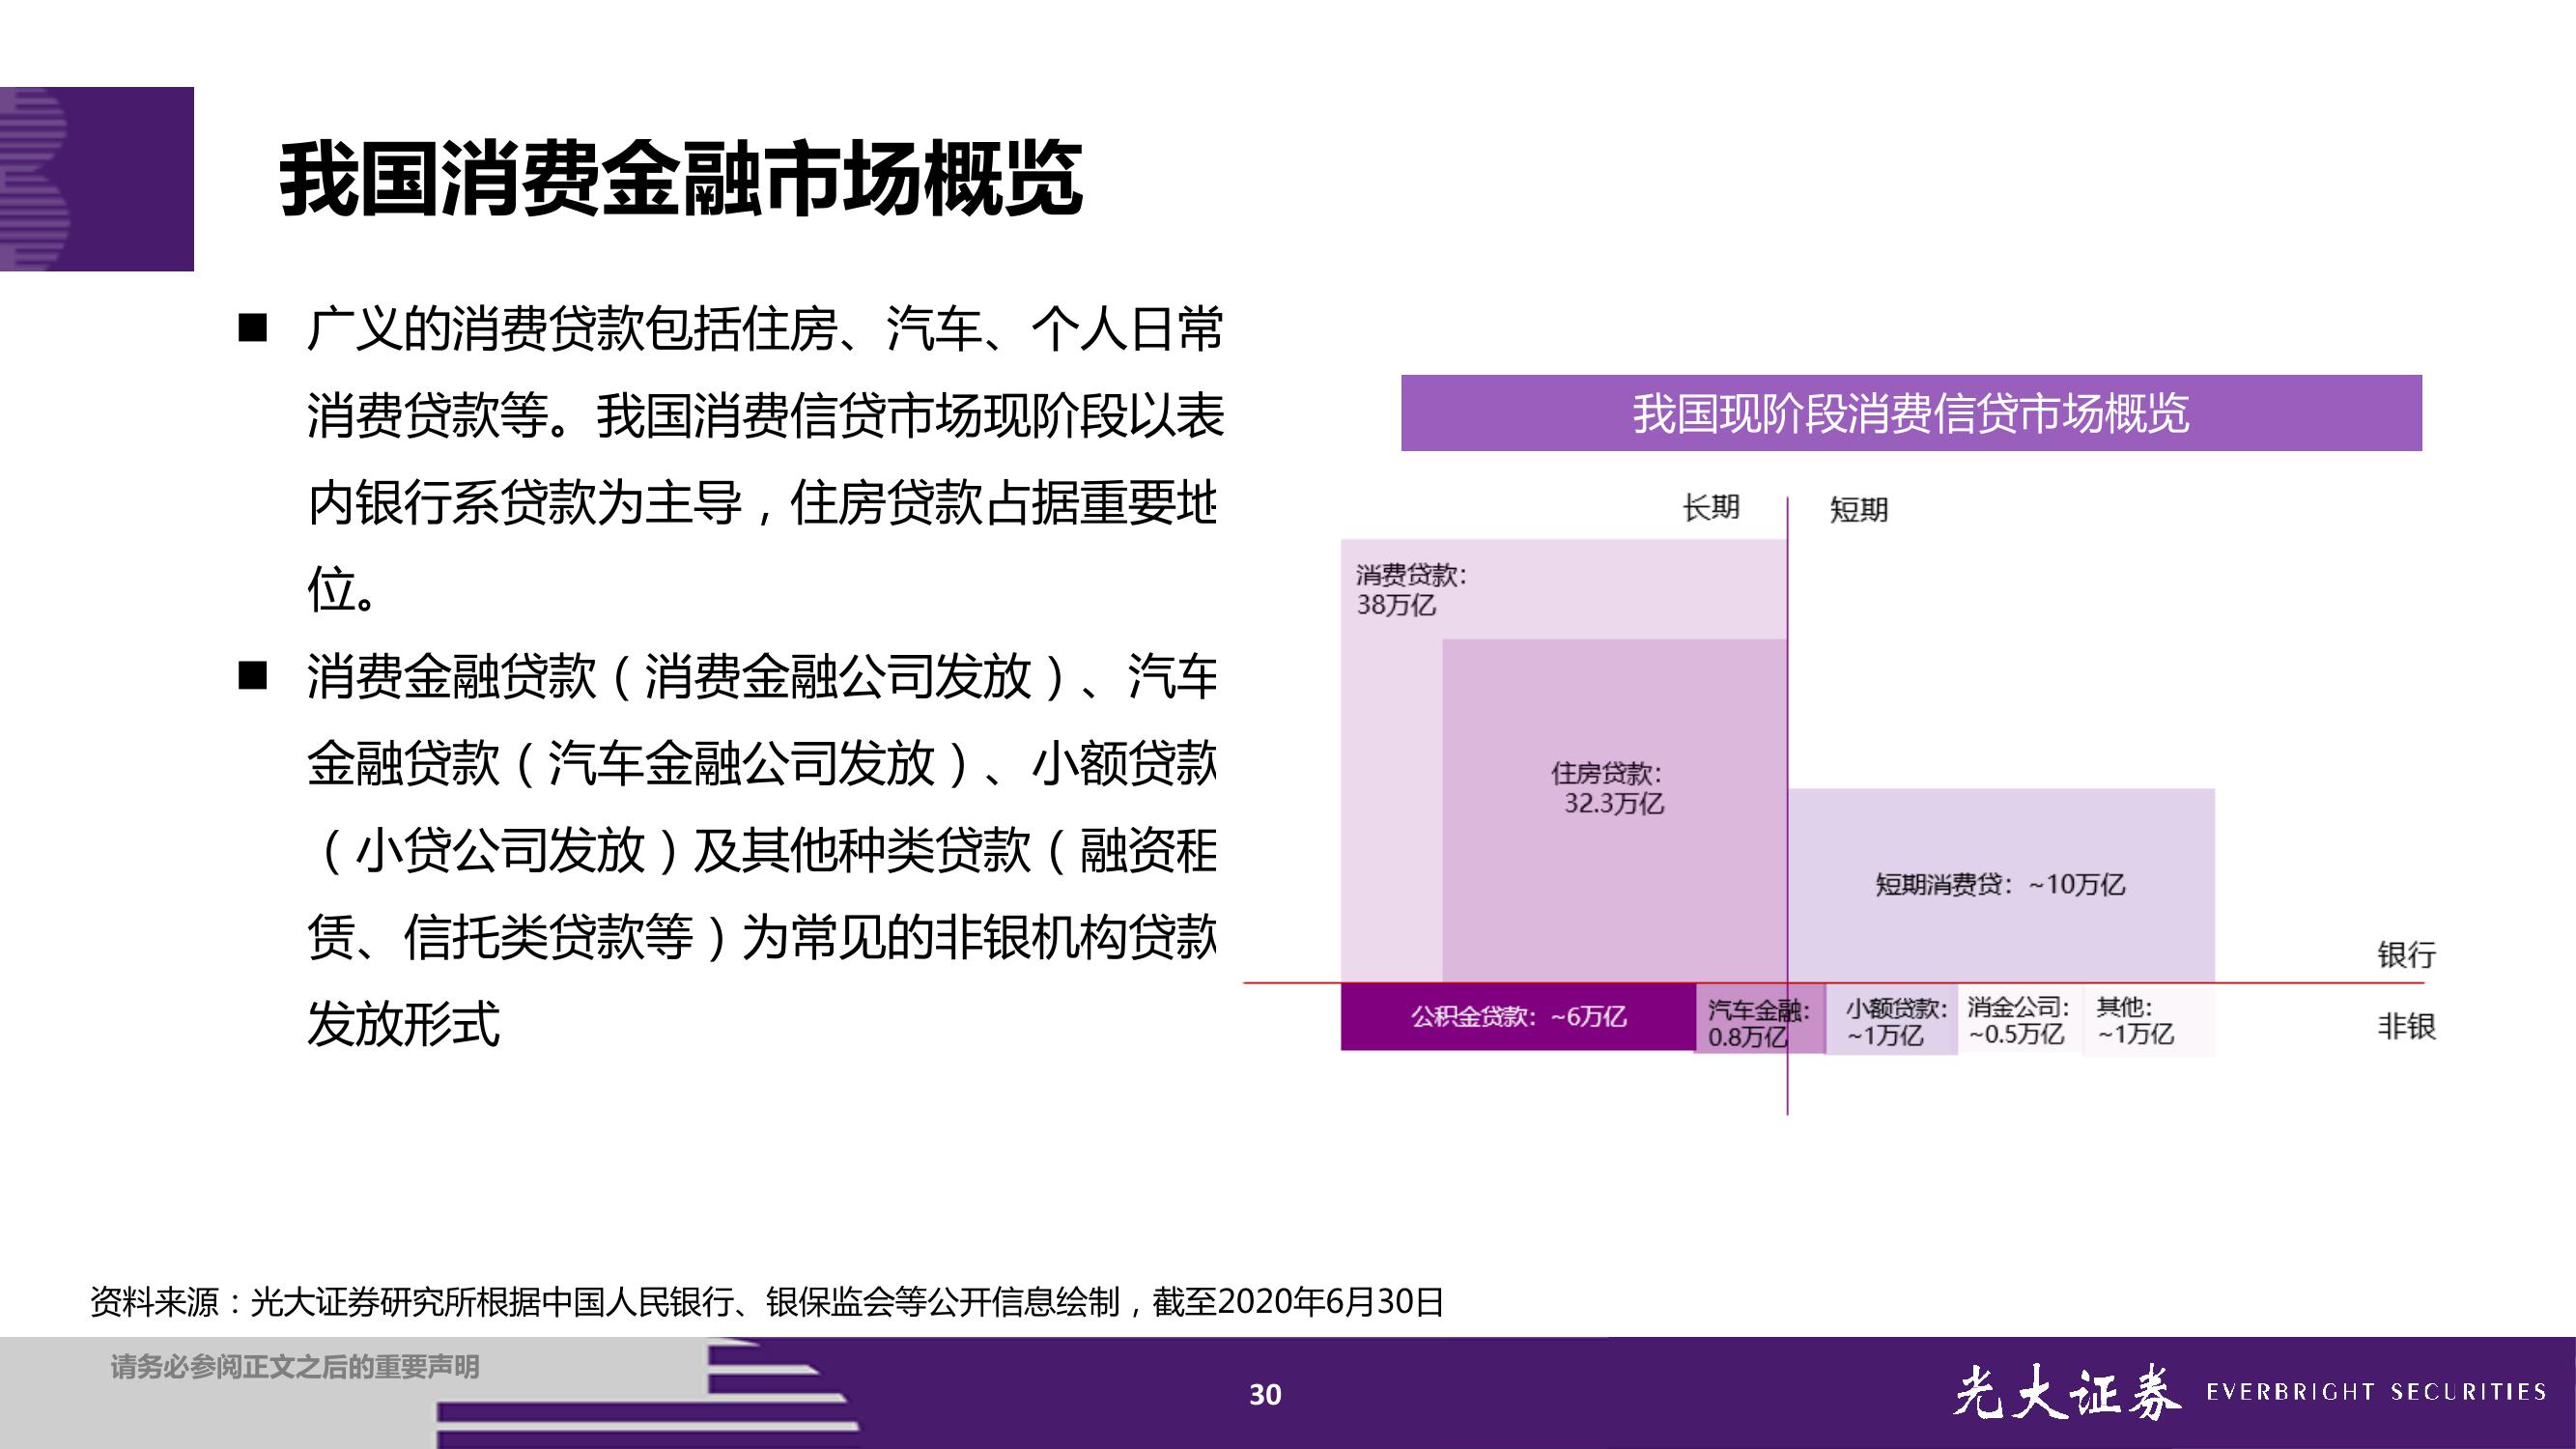 我国消费金融市场概览
■ 广义的消费贷款包括住房、汽车、个人日常
消费贷款等。我国消费信贷市场现阶段以表
内银行系贷款为主导，住房贷款占据重要地
位。
■ 消费金融贷款（消费金融公司发放）、汽车
金融贷款（汽车金融公司发放）、小额贷款
（小贷公司发放）及其他种类贷款（融资租
赁、信托类贷款等）为常见的非银机构贷款
发放形式
我国现阶段消费信贷市场概览
长期
短期
消费贷款：
38万亿
住房贷款：
32.3万亿
短期消费贷：~10万亿
银行
公积金贷款：~6万亿
汽车金融：
0.8万亿
小额贷款：
~1万亿
消金公司：
~0.5万亿
其他：
~1万亿
非银
资料来源：光大证券研究所根据中国人民银行、银保监会等公开信息绘制，截至2020年6月30日
请务必参阅正文之后的重要声明
30
光大证券 EVERBRIGHT SECURITIES